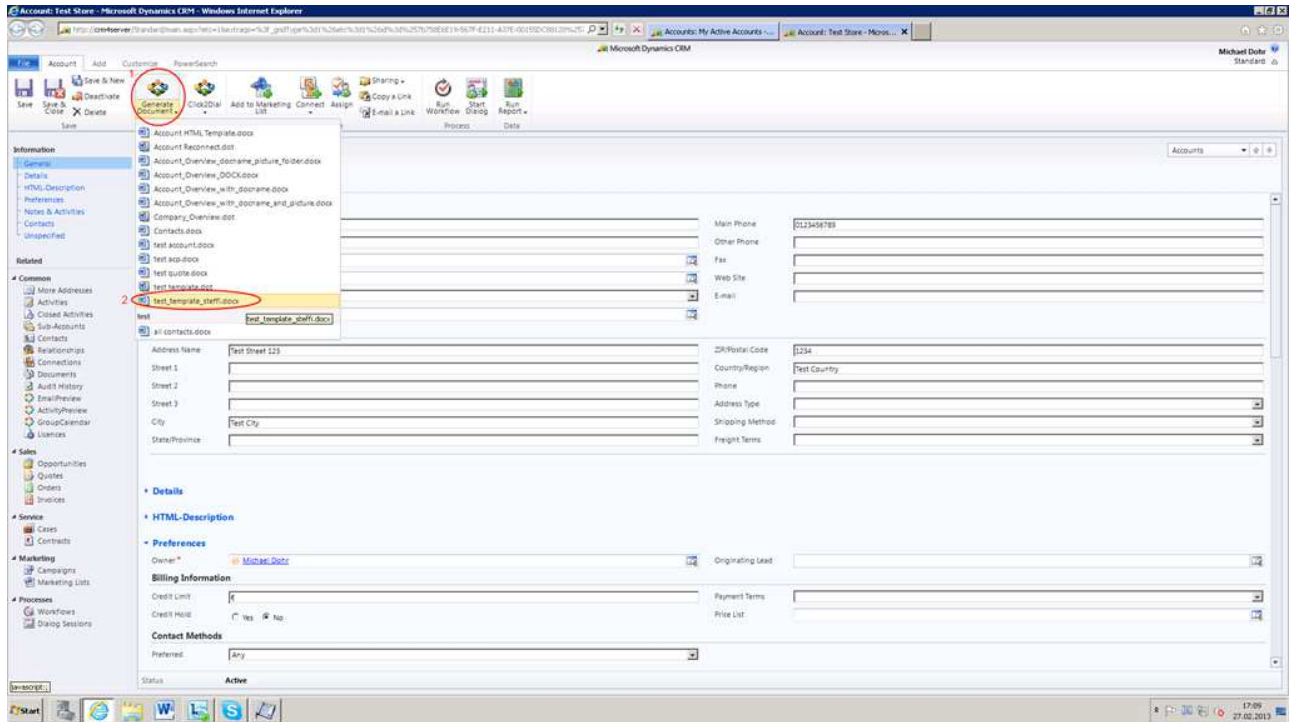 Account: Test Store - Microsoft Dynamics CRM - Windows Internet Explorer
Accounts: My Active Accounts -...
Account: Test Store - Micros...
Microsoft Dynamics CRM
Michael Dohr
Standard
File Account Add Customize PowerSearch
1
Save
Save & Close
Save & New
Deactivate
Delete
Generate Document
Click2Dial
Add to Marketing List
Connect
Assign
Sharing
Copy a Link
E-mail a Link
Run Workflow
Start Dialog
Run Report
Save
Process
Data
Account HTML Template.docx
Account Reconnect.dot
Account_Overview_docname_picture_folder.docx
Account_Overview_DOCX.docx
Account_Overview_with_docname.docx
Account_Overview_with_docname_and_picture.docx
Company_Overview.dot
Contacts.docx
test account.docx
test acp.docx
test quote.docx
test template.dot
2 test_template_steffi.docx
test
test_template_steffi.docx
all contacts.docx
Information
General
Details
HTML-Description
Preferences
Notes & Activities
Contacts
Unspecified
Related
Common
More Addresses
Activities
Closed Activities
Sub-Accounts
Contacts
Relationships
Connections
Documents
Audit History
EmailPreview
ActivityPreview
GroupCalendar
Licences
Sales
Opportunities
Quotes
Orders
Invoices
Service
Cases
Contracts
Marketing
Campaigns
Marketing Lists
Processes
Workflows
Dialog Sessions
Accounts
Main Phone 0123456789
Other Phone
Fax
Web Site
E-mail
Address Name Test Street 123
Street 1
Street 2
Street 3
City Test City
State/Province
ZIP/Postal Code 1234
Country/Region Test Country
Phone
Address Type
Shipping Method
Freight Terms
Details
HTML-Description
Preferences
Owner * Michael Dohr
Originating Lead
Billing Information
Credit Limit €
Payment Terms
Credit Hold Yes No
Price List
Contact Methods
Preferred Any
Status Active
javascript:;
Start
17:09
27.02.2013